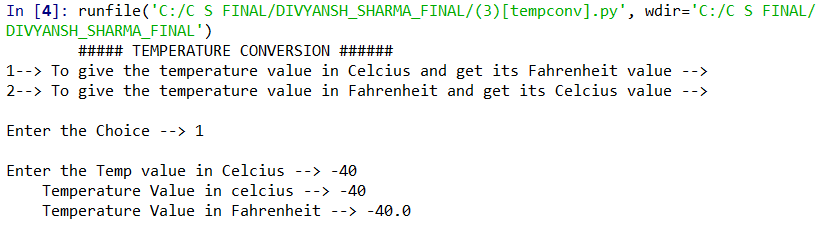 In [4]: runfile('C:/C S FINAL/DIVYANSH_SHARMA_FINAL/(3)[tempconv].py', wdir='C:/C S FINAL/
DIVYANSH_SHARMA_FINAL')
##### TEMPERATURE CONVERSION ######
1--> To give the temperature value in Celcius and get its Fahrenheit value -->
2--> To give the temperature value in Fahrenheit and get its Celcius value -->
Enter the Choice --> 1
Enter the Temp value in Celcius --> -40
Temperature Value in celcius --> -40
Temperature Value in Fahrenheit --> -40.0